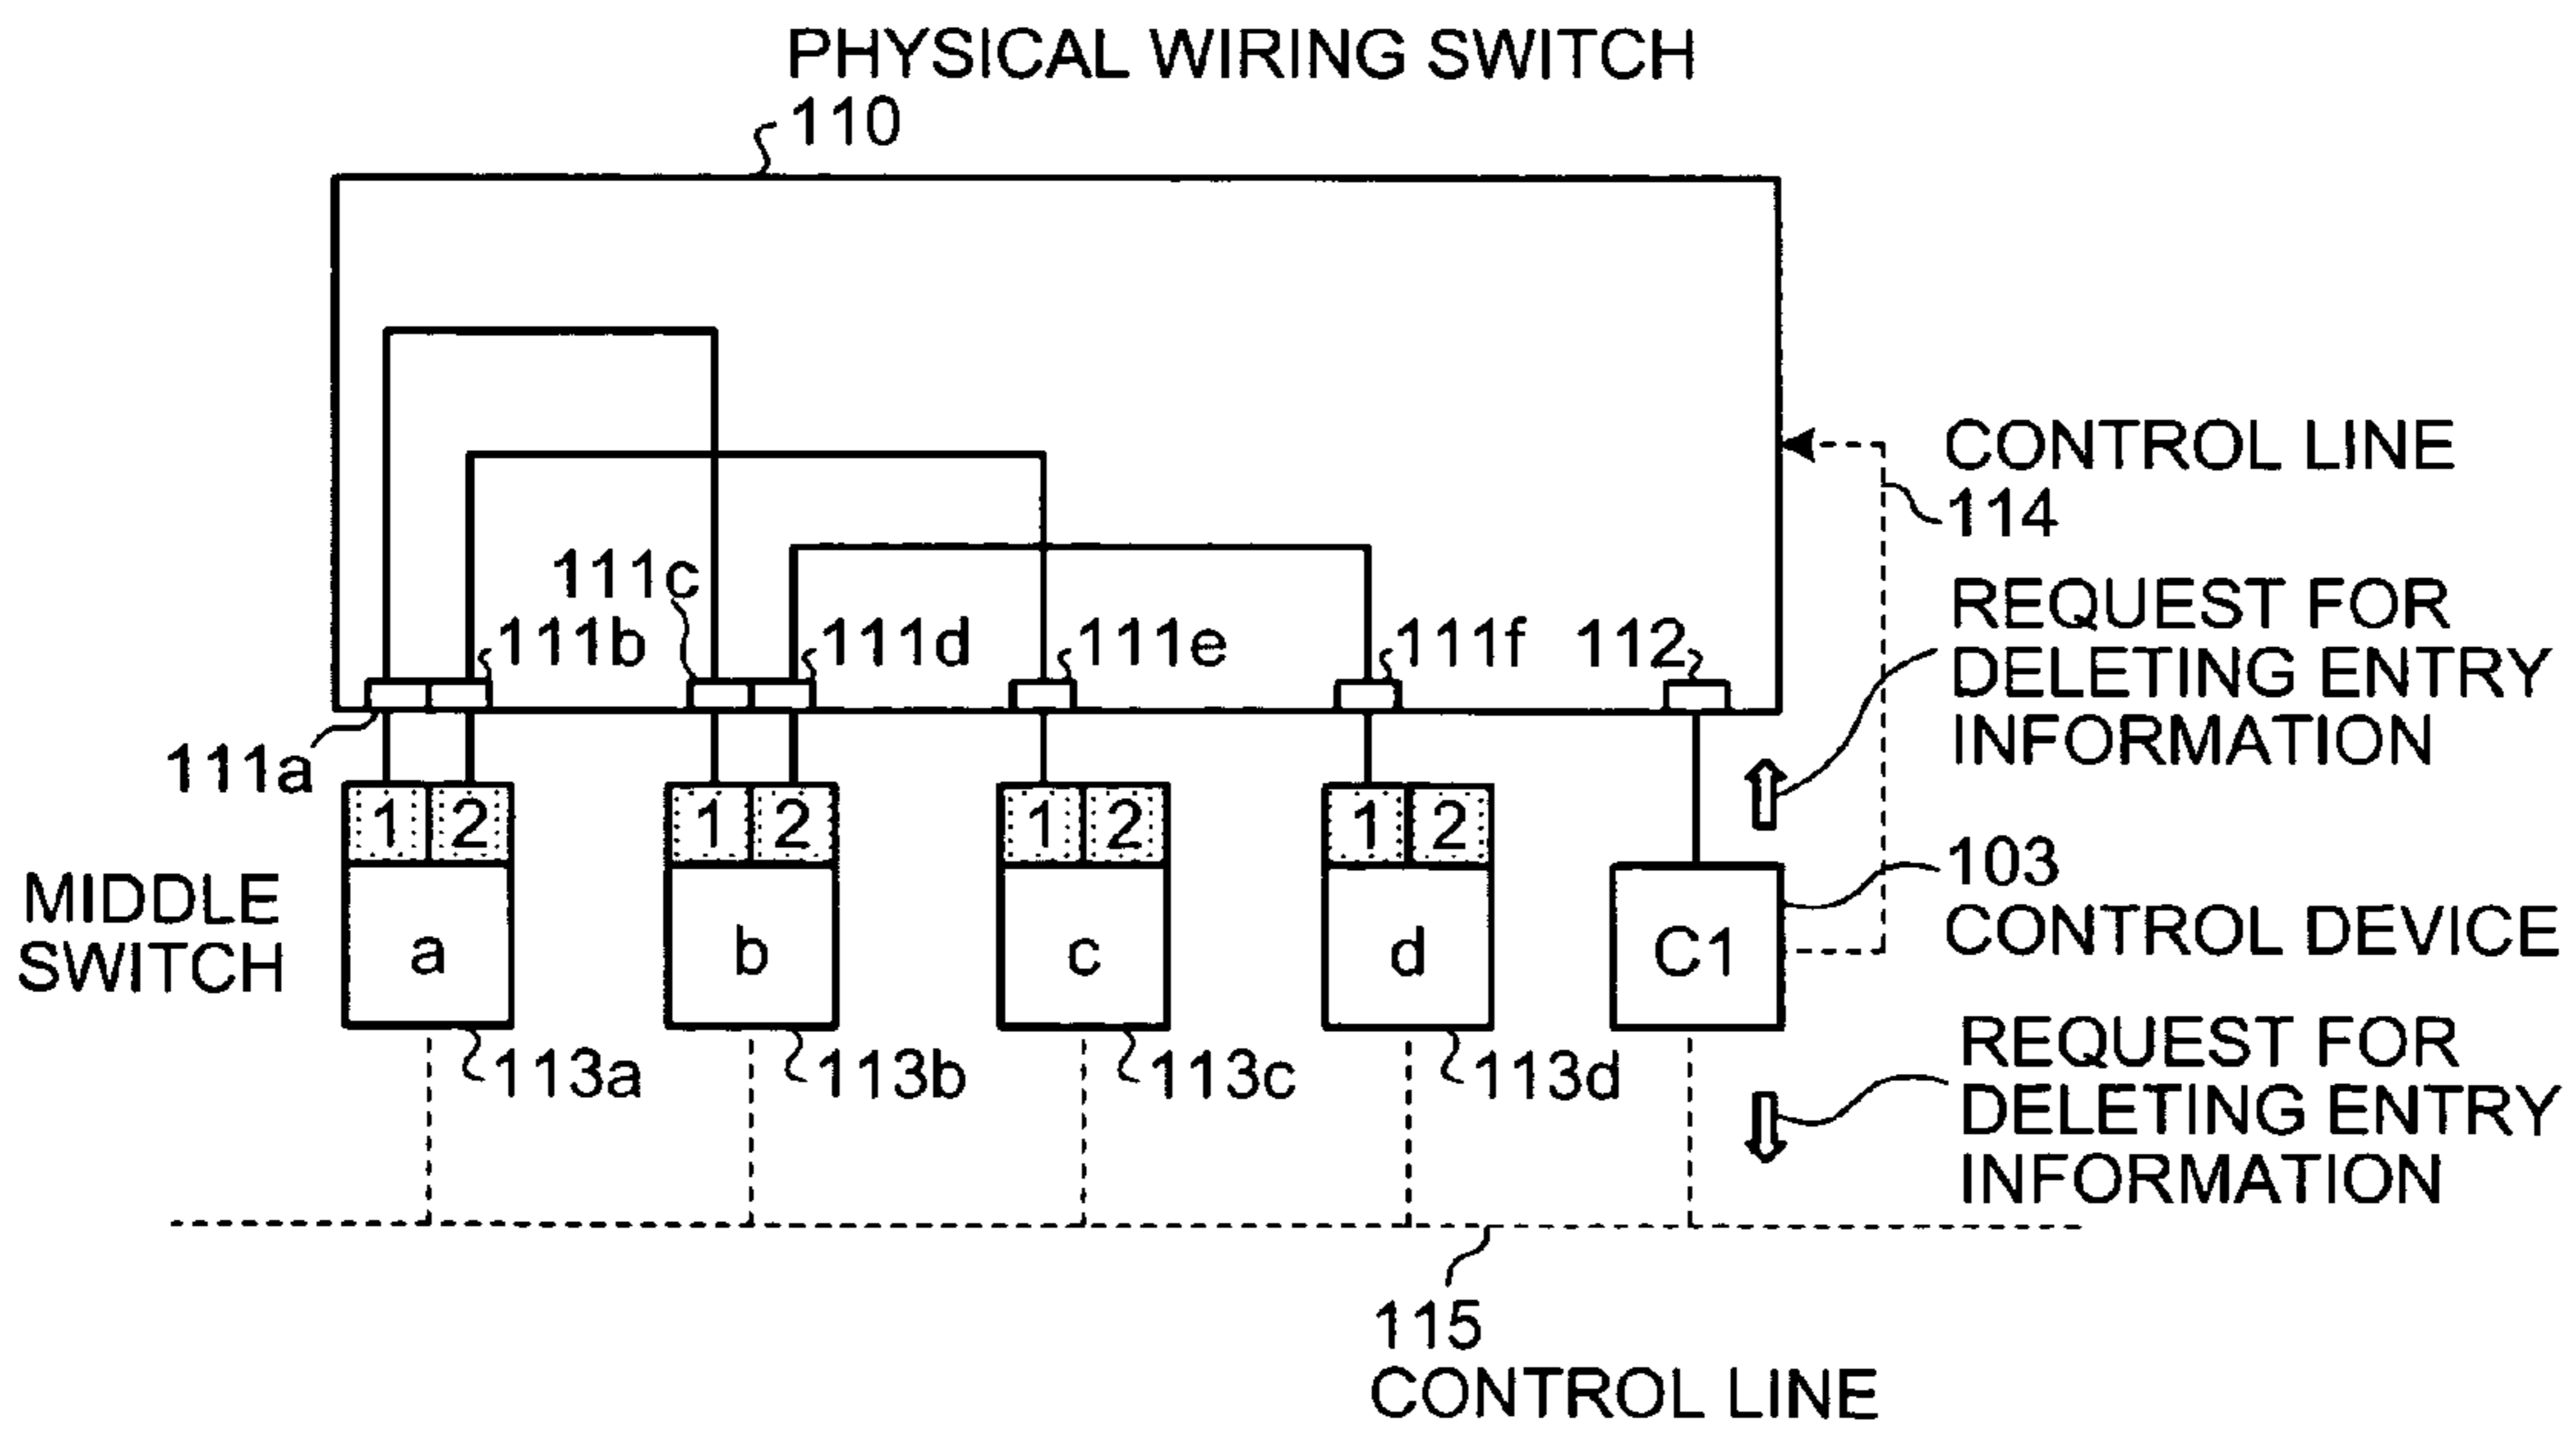 PHYSICAL WIRING SWITCH
110
CONTROL LINE
114
REQUEST FOR
DELETING ENTRY
INFORMATION
111c
111b
111d
111e
111f
112
111a
1 2
1 2
1 2
1 2
MIDDLE
SWITCH
a
b
c
d
C1
103
CONTROL DEVICE
113a
113b
113c
113d
REQUEST FOR
DELETING ENTRY
INFORMATION
115
CONTROL LINE